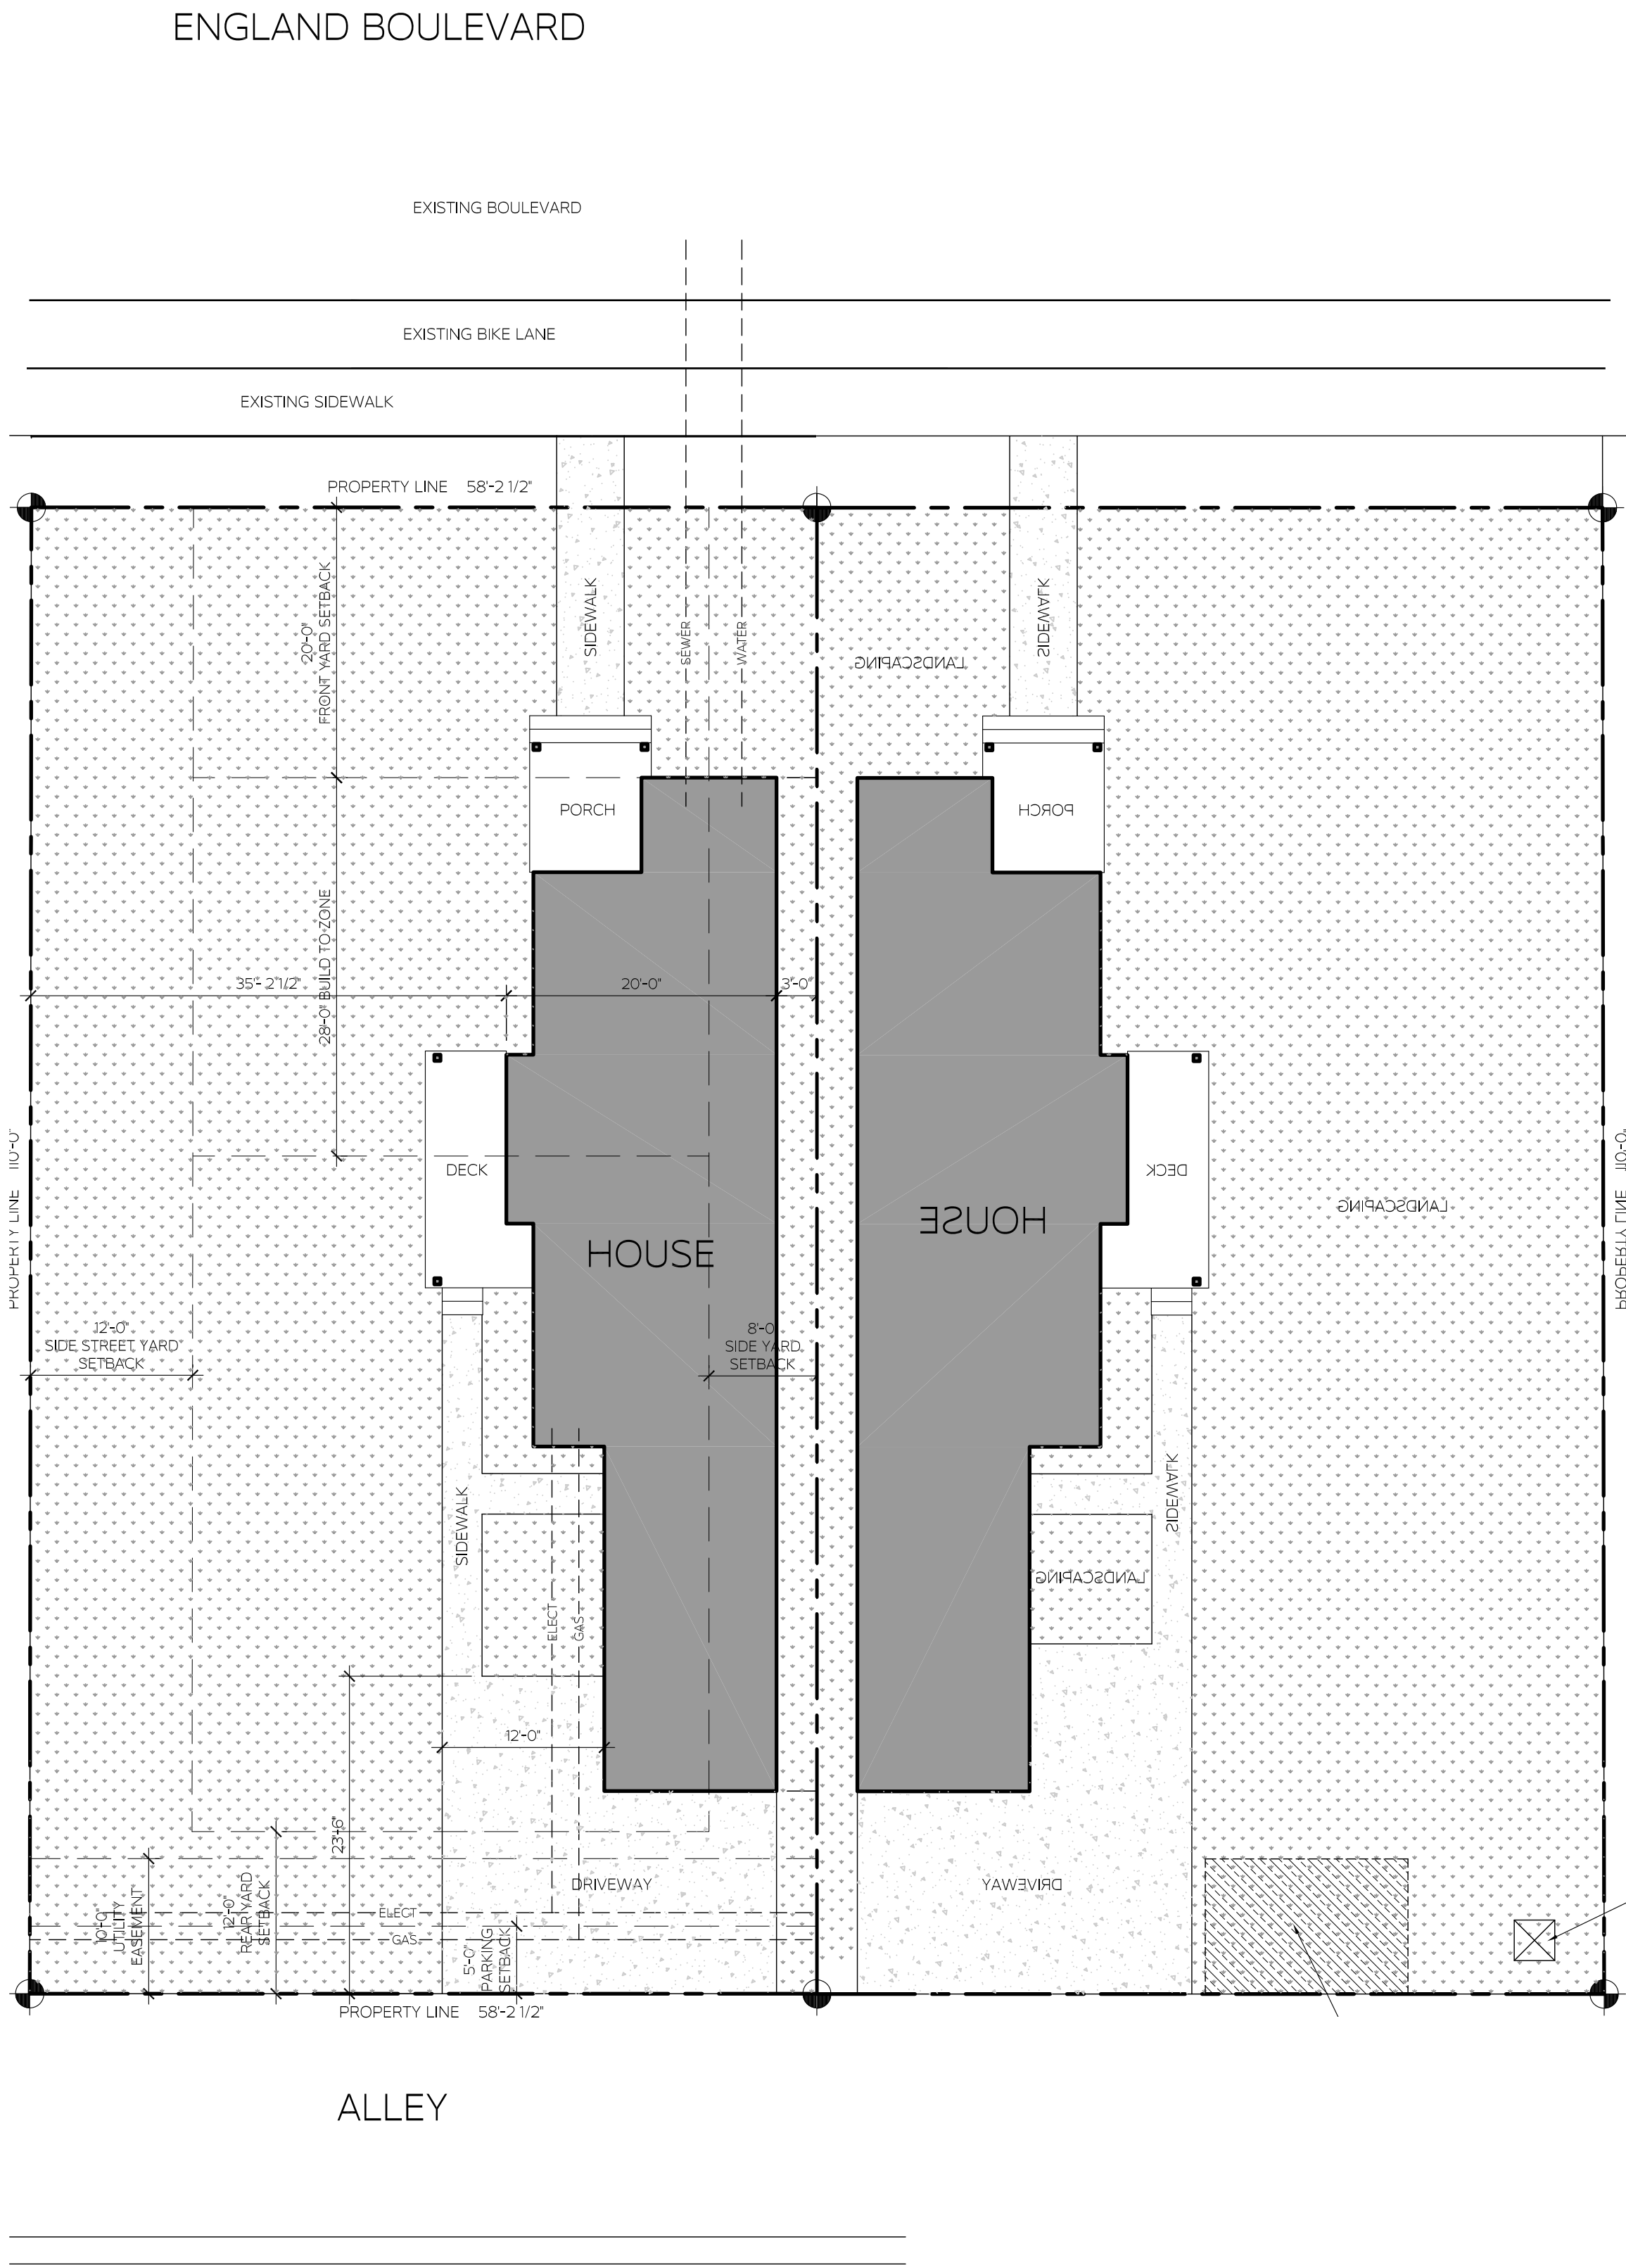 ENGLAND BOULEVARD
EXISTING BOULEVARD
EXISTING BIKE LANE
EXISTING SIDEWALK
PROPERTY LINE 58'-2 1/2"
20'-0"
FRONT YARD SETBACK
SIDEWALK
SEWER
WATER
LANDSCAPING
SIDEWALK
PORCH
PORCH
28'-0" BUILD TO ZONE
35'- 2 1/2"
20'-0"
3'-0"
PROPERTY LINE 110'-0"
DECK
HOUSE
HOUSE
DECK
LANDSCAPING
PROPERTY LINE 110'-0"
12'-0"
SIDE STREET YARD
SETBACK
8'-0
SIDE YARD
SETBACK
SIDEWALK
SIDEWALK
ELECT
GAS
LANDSCAPING
12'-0"
23'-6"
DRIVEWAY
DRIVEWAY
10'-0"
UTILITY
EASEMENT
12'-0"
REAR YARD
SETBACK
ELECT
GAS
5'-0"
PARKING
SETBACK
PROPERTY LINE 58'-2 1/2"
ALLEY